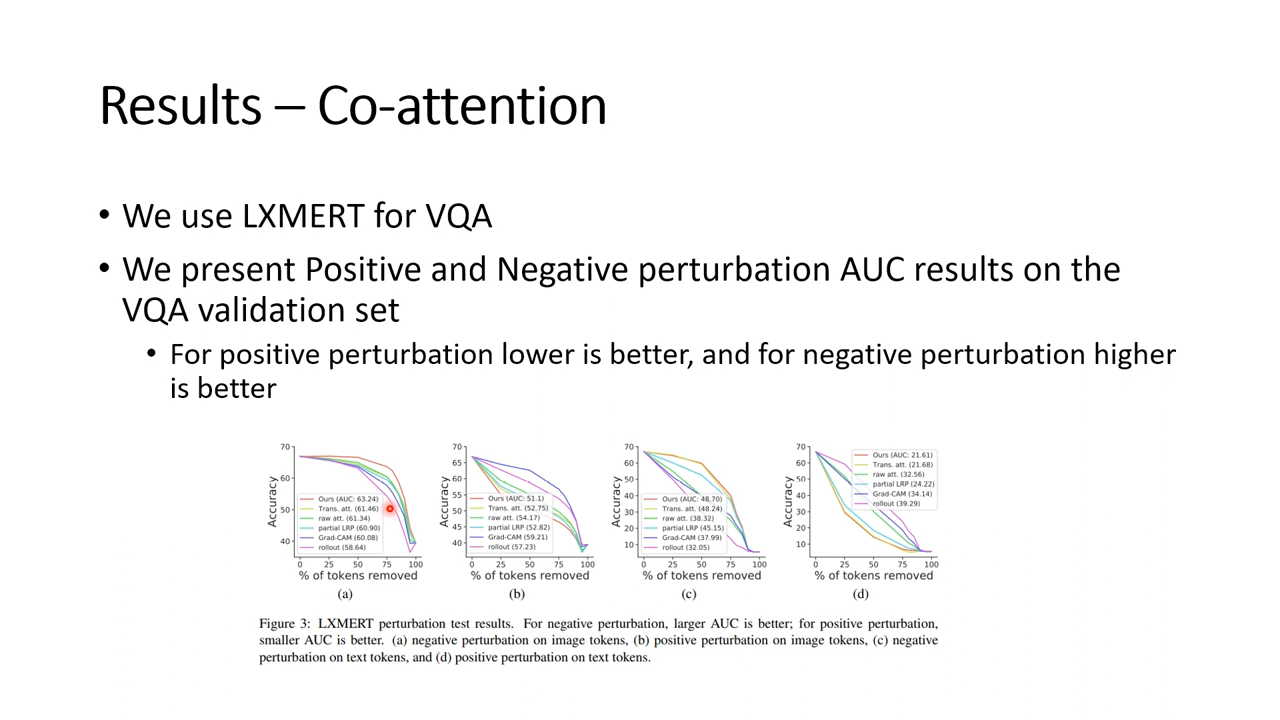 Results – Co-attention
• We use LXMERT for VQA
• We present Positive and Negative perturbation AUC results on the
VQA validation set
• For positive perturbation lower is better, and for negative perturbation higher
is better
70
60
50
40
Accuracy
Ours (AUC: 63.24)
Trans. att. (61.46)
raw att. (61.34)
partial LRP (60.90)
Grad-CAM (60.08)
rollout (58.64)
0 25 50 75 100
% of tokens removed
(a)
70
65
60
55
50
45
40
Accuracy
Ours (AUC: 51.1)
Trans. att. (52.75)
raw att. (54.17)
partial LRP (52.82)
Grad-CAM (59.21)
rollout (57.23)
0 25 50 75 100
% of tokens removed
(b)
70
60
50
40
30
20
10
Accuracy
Ours (AUC: 48,70)
Trans. att. (48.24)
raw att. (38.32)
partial LRP (45.15)
Grad-CAM (37.99)
rollout (32.05)
0 25 50 75 100
% of tokens removed
(c)
70
60
50
40
30
20
10
Accuracy
Ours (AUC: 21.61)
Trans. att. (21.68)
raw att. (32.56)
partial LRP (24.22)
Grad-CAM (34.14)
rollout (39.29)
0 25 50 75 100
% of tokens removed
(d)
Figure 3: LXMERT perturbation test results. For negative perturbation, larger AUC is better; for positive perturbation,
smaller AUC is better. (a) negative perturbation on image tokens, (b) positive perturbation on image tokens, (c) negative
perturbation on text tokens, and (d) positive perturbation on text tokens.